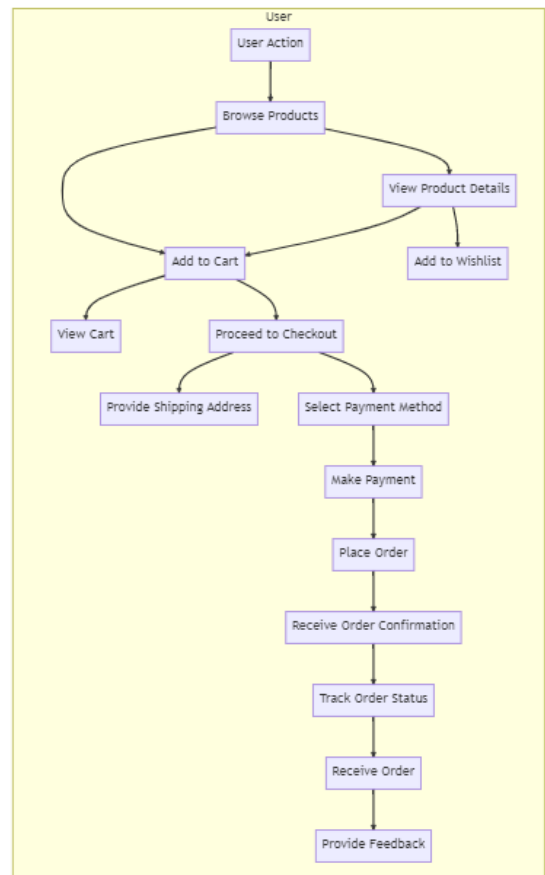 User
User Action
Browse Products
View Product Details
Add to Cart
Add to Wishlist
View Cart
Proceed to Checkout
Provide Shipping Address
Select Payment Method
Make Payment
Place Order
Receive Order Confirmation
Track Order Status
Receive Order
Provide Feedback